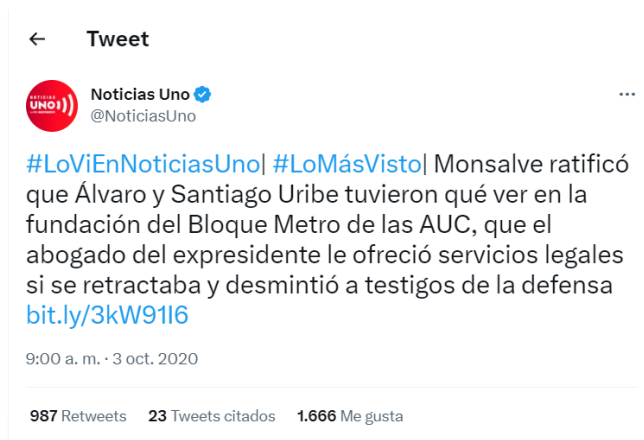 ← Tweet
NOTICIAS
UNO
Noticias Uno
@NoticiasUno
...
#LoViEnNoticiasUno| #LoMásVisto| Monsalve ratificó
que Álvaro y Santiago Uribe tuvieron qué ver en la
fundación del Bloque Metro de las AUC, que el
abogado del expresidente le ofreció servicios legales
si se retractaba y desmintió a testigos de la defensa
bit.ly/3kW91I6
9:00 a. m. · 3 oct. 2020
987 Retweets 23 Tweets citados 1.666 Me gusta